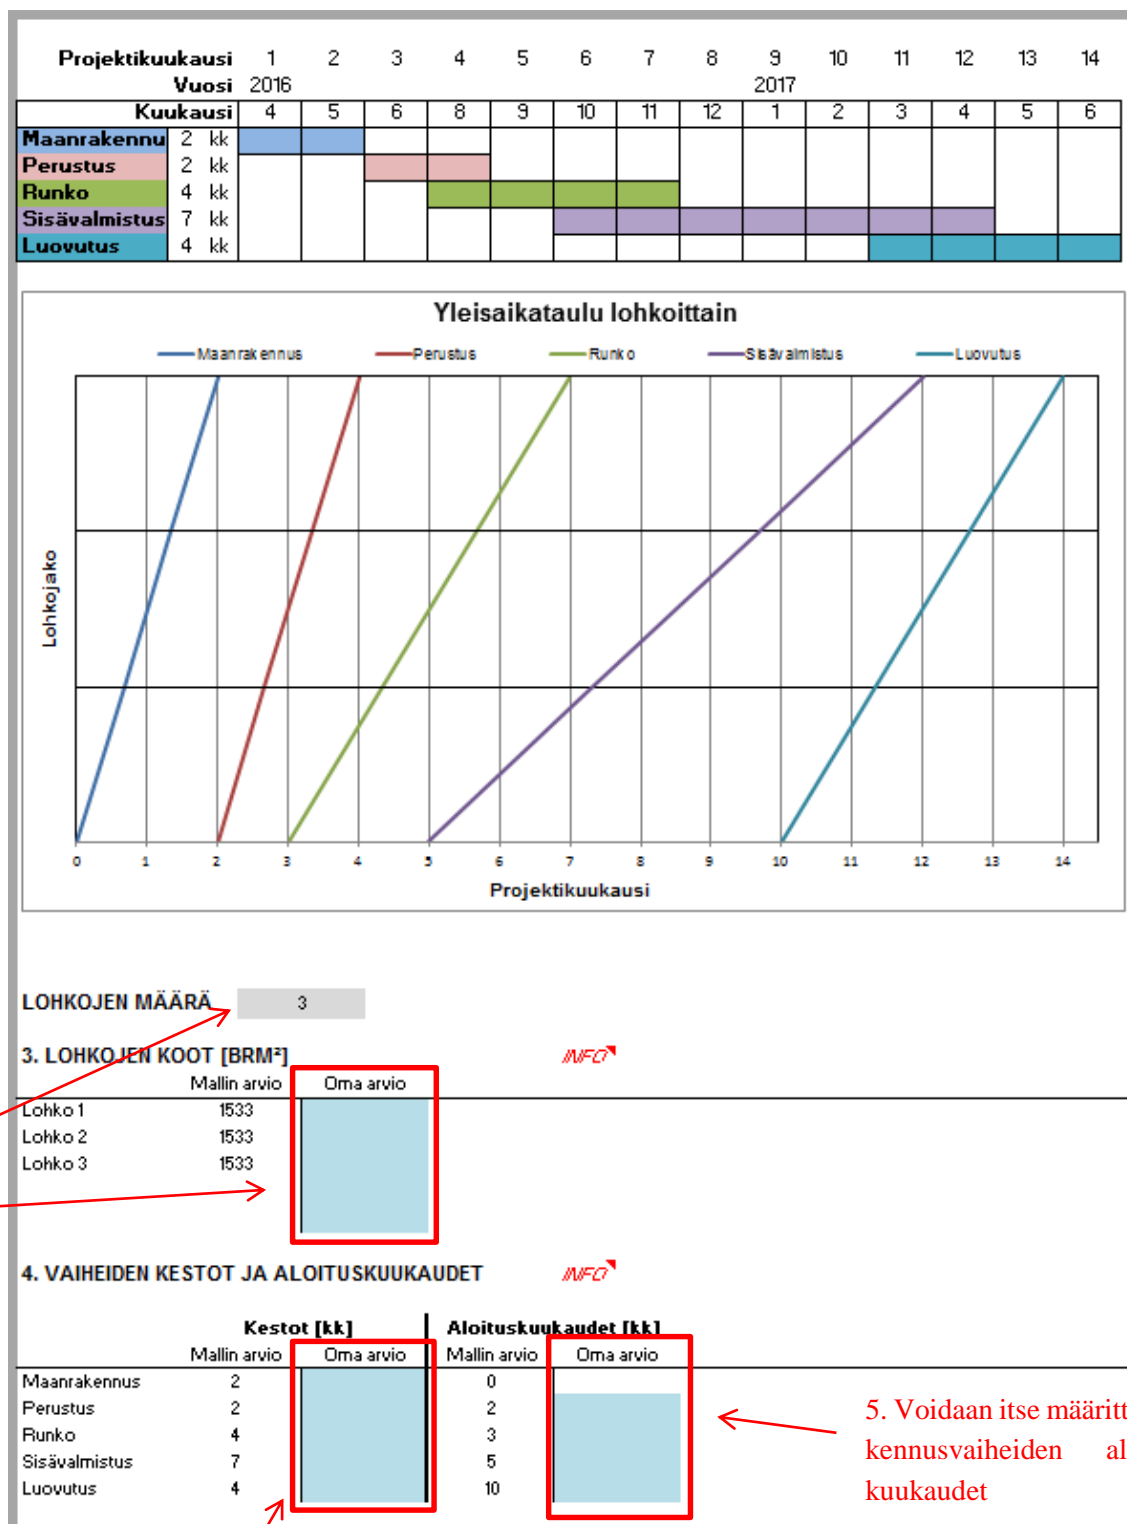 Projektikuukausi 1 2 3 4 5 6 7 8 9 10 11 12 13 14
Vuosi 2016 2017
Kuukausi 4 5 6 8 9 10 11 12 1 2 3 4 5 6
Maanrakennu 2 kk
Perustus 2 kk
Runko 4 kk
Sisävalmistus 7 kk
Luovutus 4 kk
Yleisaikataulu lohkoittain
Maanrakennus Perustus Runko Sisävalmistus Luovutus
Lohkojako
0 1 2 3 4 5 6 7 8 9 10 11 12 13 14
Projektikuukausi
LOHKOJEN MÄÄRÄ 3
3. LOHKOJEN KOOT [BRM²] INFO
Mallin arvio Oma arvio
Lohko 1 1533
Lohko 2 1533
Lohko 3 1533
4. VAIHEIDEN KESTOT JA ALOITUSKUUKAUDET INFO
Kestot [kk] Aloituskuukaudet [kk]
Mallin arvio Oma arvio Mallin arvio Oma arvio
Maanrakennus 2 0
Perustus 2 2
Runko 4 3
Sisävalmistus 7 5
Luovutus 4 10
5. Voidaan itse määritt
kennusvaiheiden al
kuukaudet